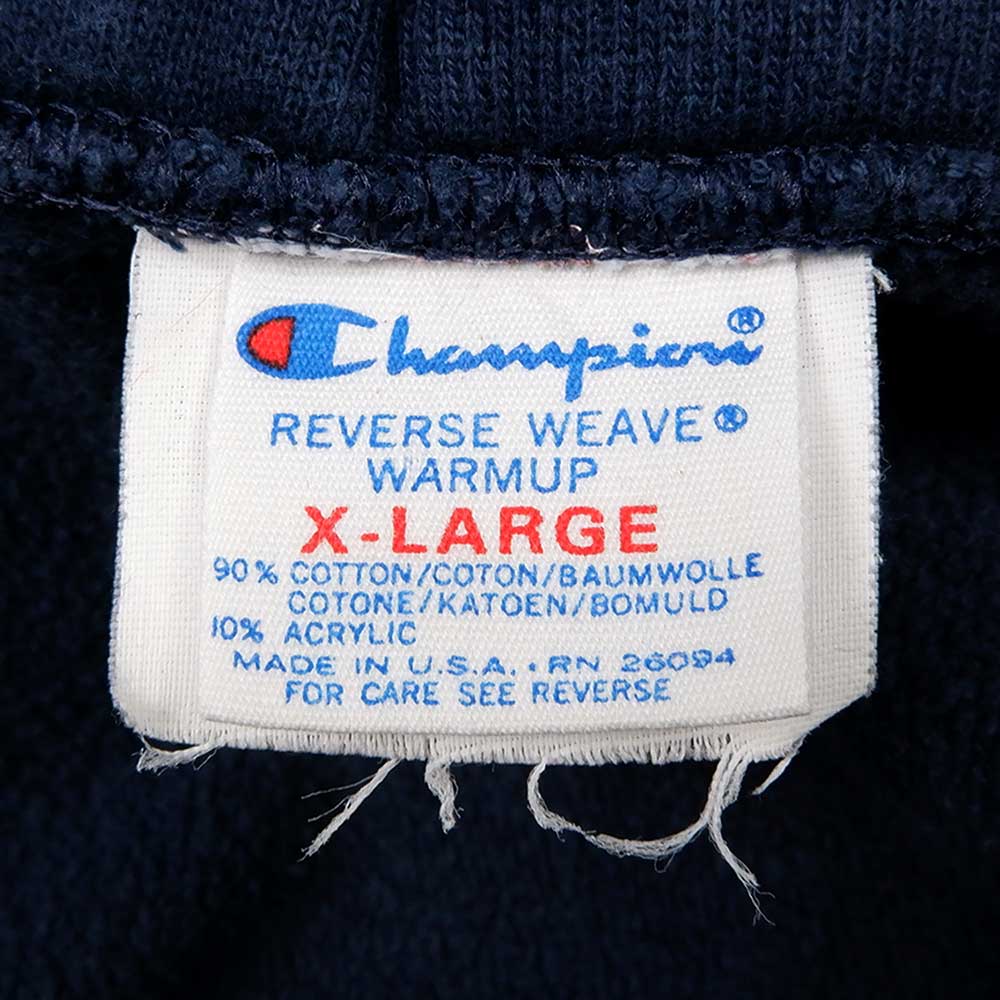 Champion®
REVERSE WEAVE®
WARMUP
X-LARGE
90% COTTON/COTON/BAUMWOLLE
COTONE/KATOEN/BOMULD
10% ACRYLIC
MADE IN U.S.A. • RN 26094
FOR CARE SEE REVERSE